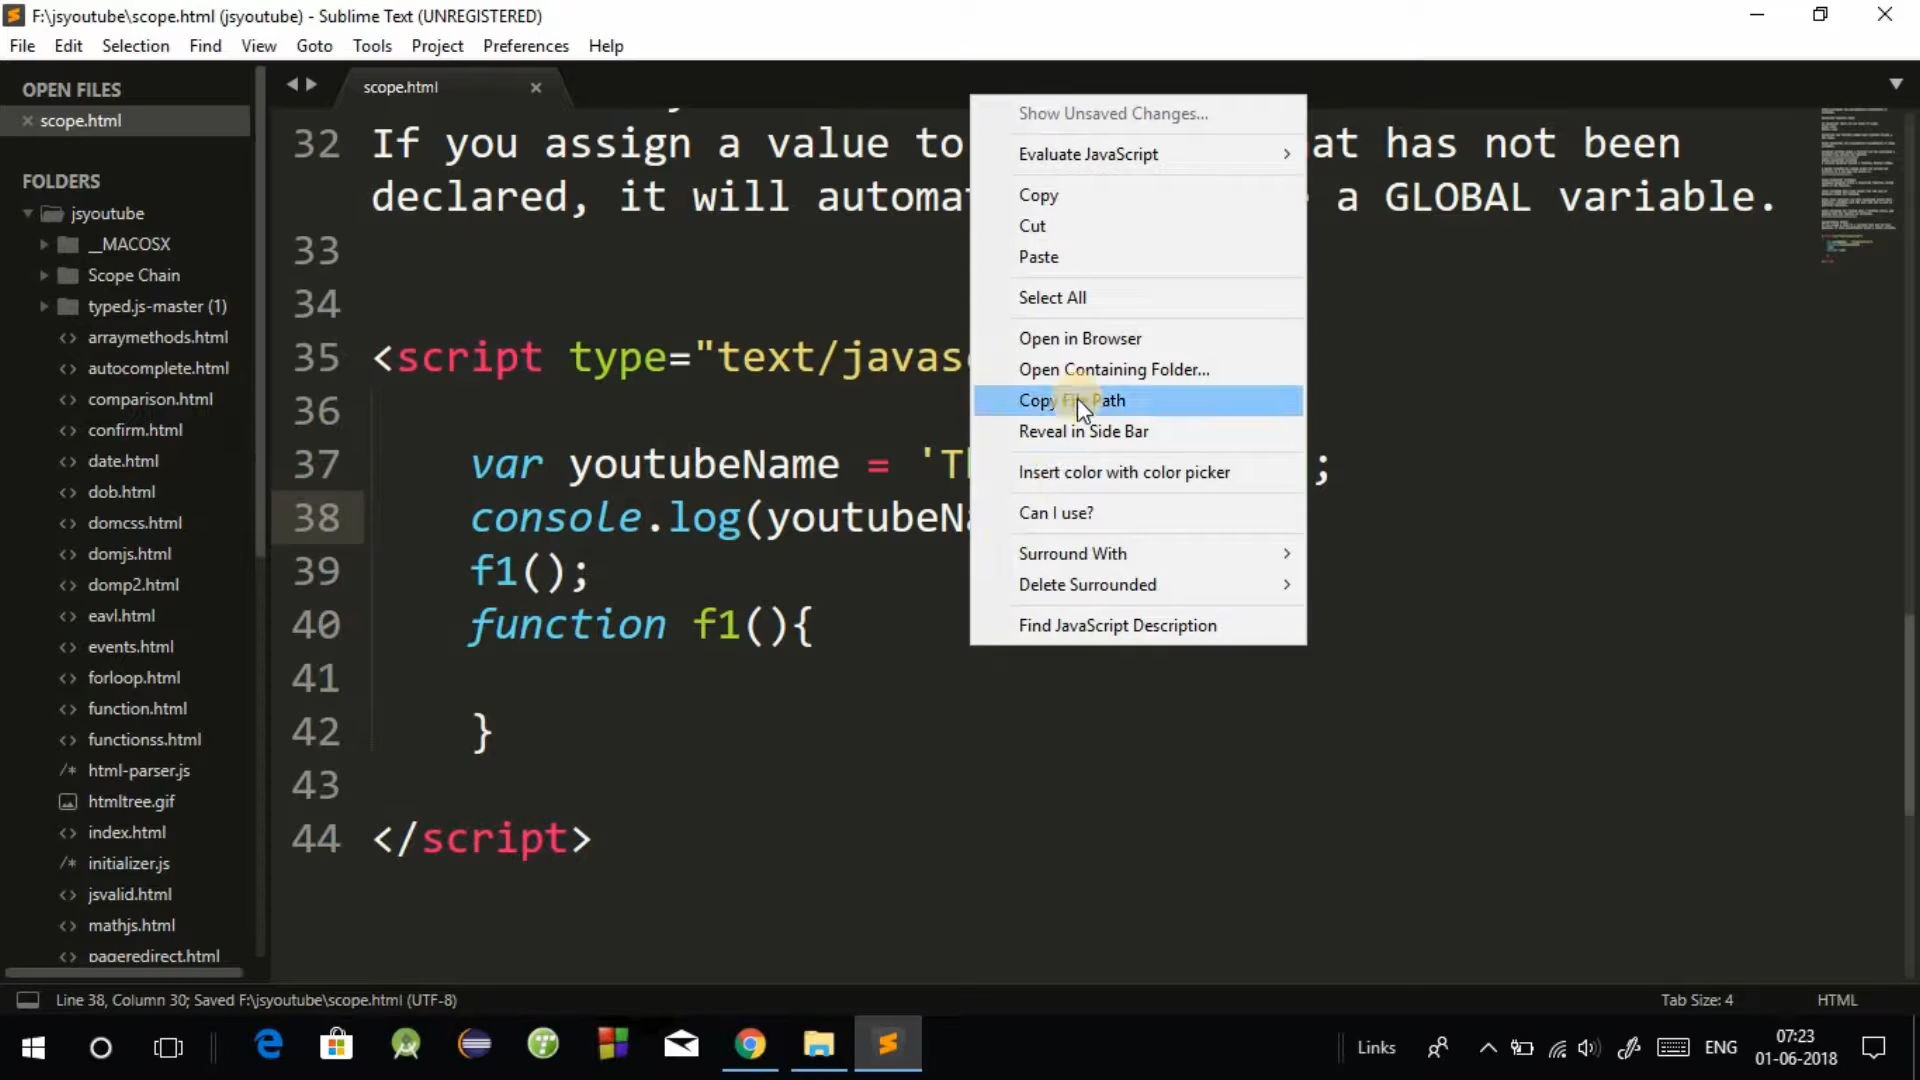 F:\jsyoutube\scope.html (jsyoutube) - Sublime Text (UNREGISTERED)
File Edit Selection Find View Goto Tools Project Preferences Help
OPEN FILES
scope.html
FOLDERS
jsyoutube
__MACOSX
Scope Chain
typed.js-master (1)
arraymethods.html
autocomplete.html
comparison.html
confirm.html
date.html
dob.html
domcss.html
domjs.html
domp2.html
eavl.html
events.html
forloop.html
function.html
functionss.html
html-parser.js
htmltree.gif
index.html
initializer.js
jsvalid.html
mathjs.html
pageredirect.html
scope.html
32 If you assign a value to at has not been
declared, it will automa a GLOBAL variable.
33
34
35 <script type="text/javas
36
37 var youtubeName = 'Th ;
38 console.log(youtubeNa
39 f1();
40 function f1(){
41
42 }
43
44 </script>
Show Unsaved Changes...
Evaluate JavaScript
Copy
Cut
Paste
Select All
Open in Browser
Open Containing Folder...
Copy File Path
Reveal in Side Bar
Insert color with color picker
Can I use?
Surround With
Delete Surrounded
Find JavaScript Description
Line 38, Column 30; Saved F:\jsyoutube\scope.html (UTF-8)
Tab Size: 4 HTML
Links ENG 07:23
01-06-2018